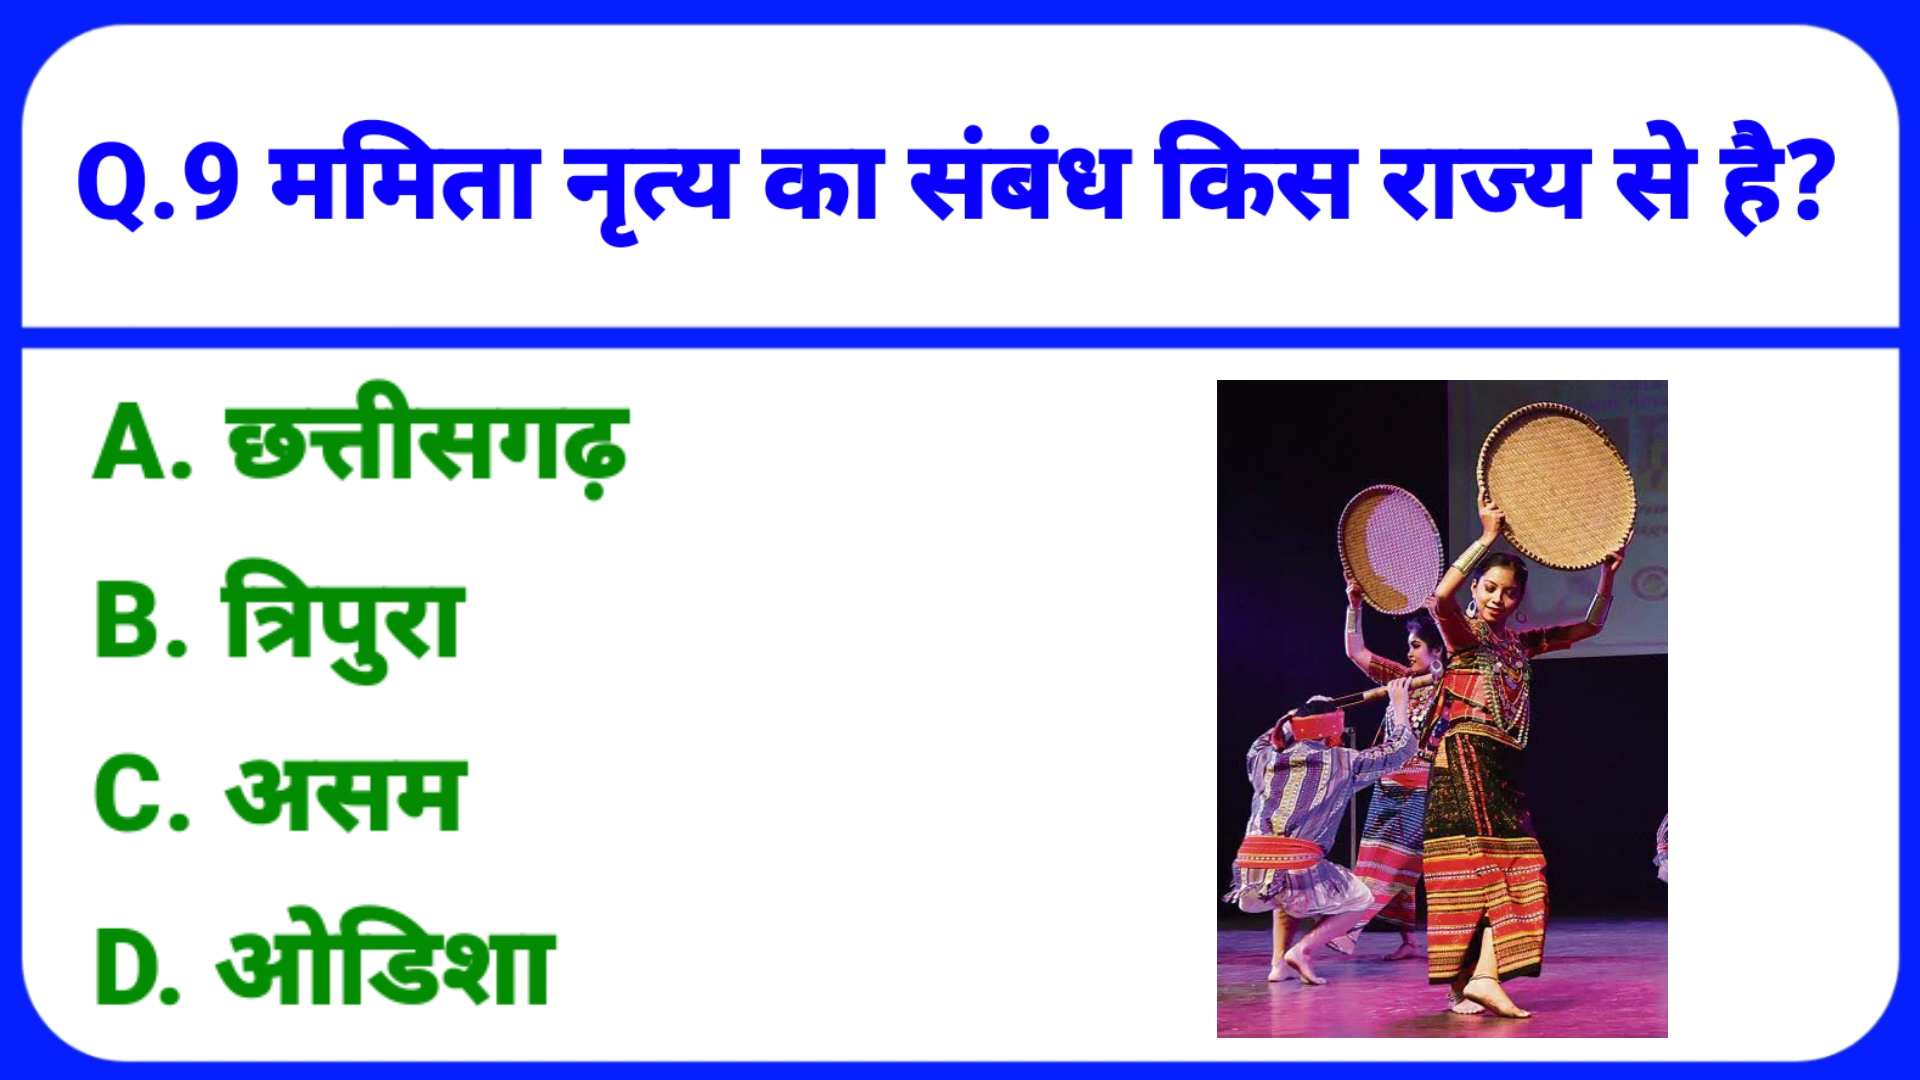 Q.9 ममिता नृत्य का संबंध किस राज्य से है?
A. छत्तीसगढ़
B. त्रिपुरा
C. असम
D. ओडिशा